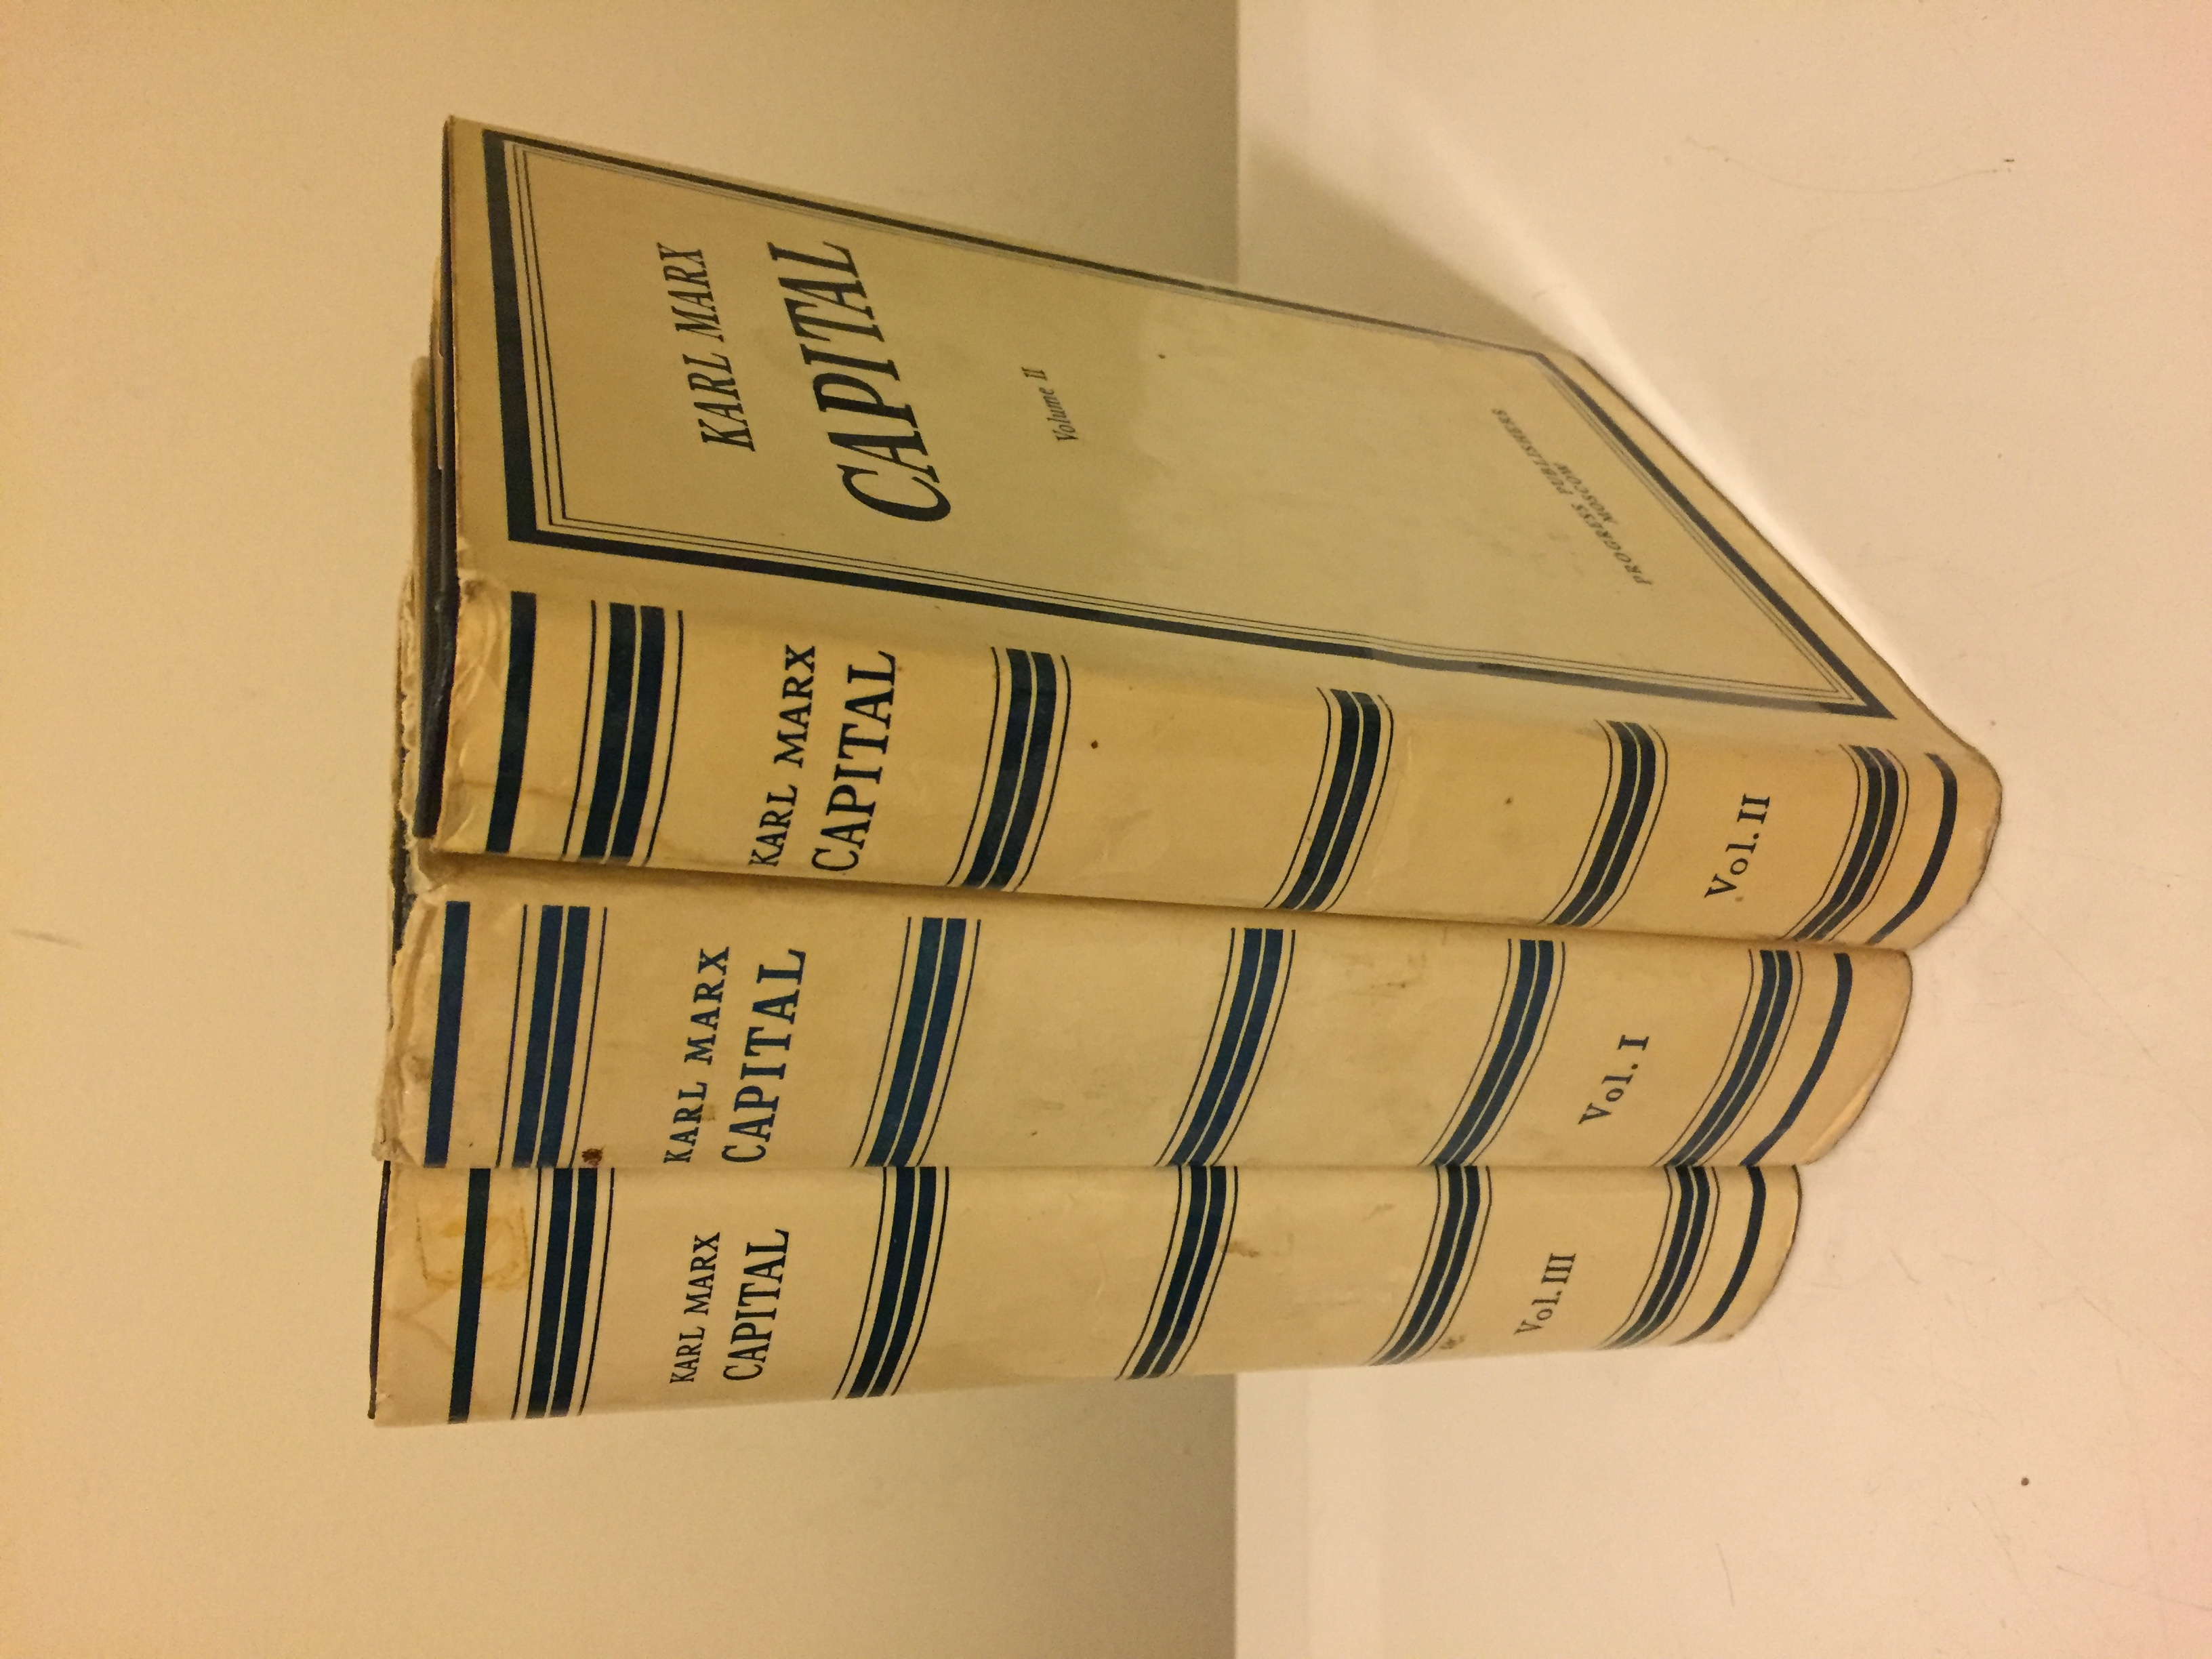 KARL MARX
CAPITAL
Vol. III
KARL MARX
CAPITAL
Vol. I
KARL MARX
CAPITAL
Vol. II
KARL MARX
CAPITAL
Volume II
PROGRESS PUBLISHERS
MOSCOW